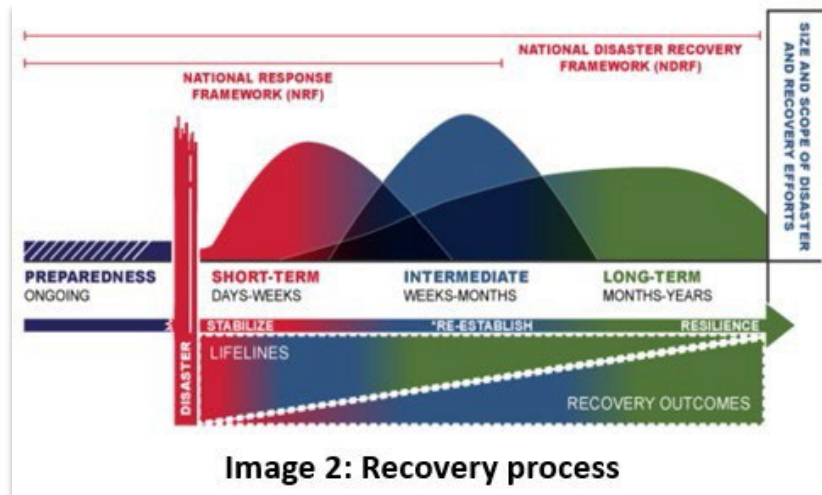 NATIONAL DISASTER RECOVERY
FRAMEWORK (NDRF)
NATIONAL RESPONSE
FRAMEWORK (NRF)
SIZE AND SCOPE OF DISASTER
AND RECOVERY EFFORTS
PREPAREDNESS
ONGOING
SHORT-TERM
DAYS-WEEKS
INTERMEDIATE
WEEKS-MONTHS
LONG-TERM
MONTHS-YEARS
STABILIZE
*RE-ESTABLISH
RESILIENCE
DISASTER
LIFELINES
RECOVERY OUTCOMES
Image 2: Recovery process